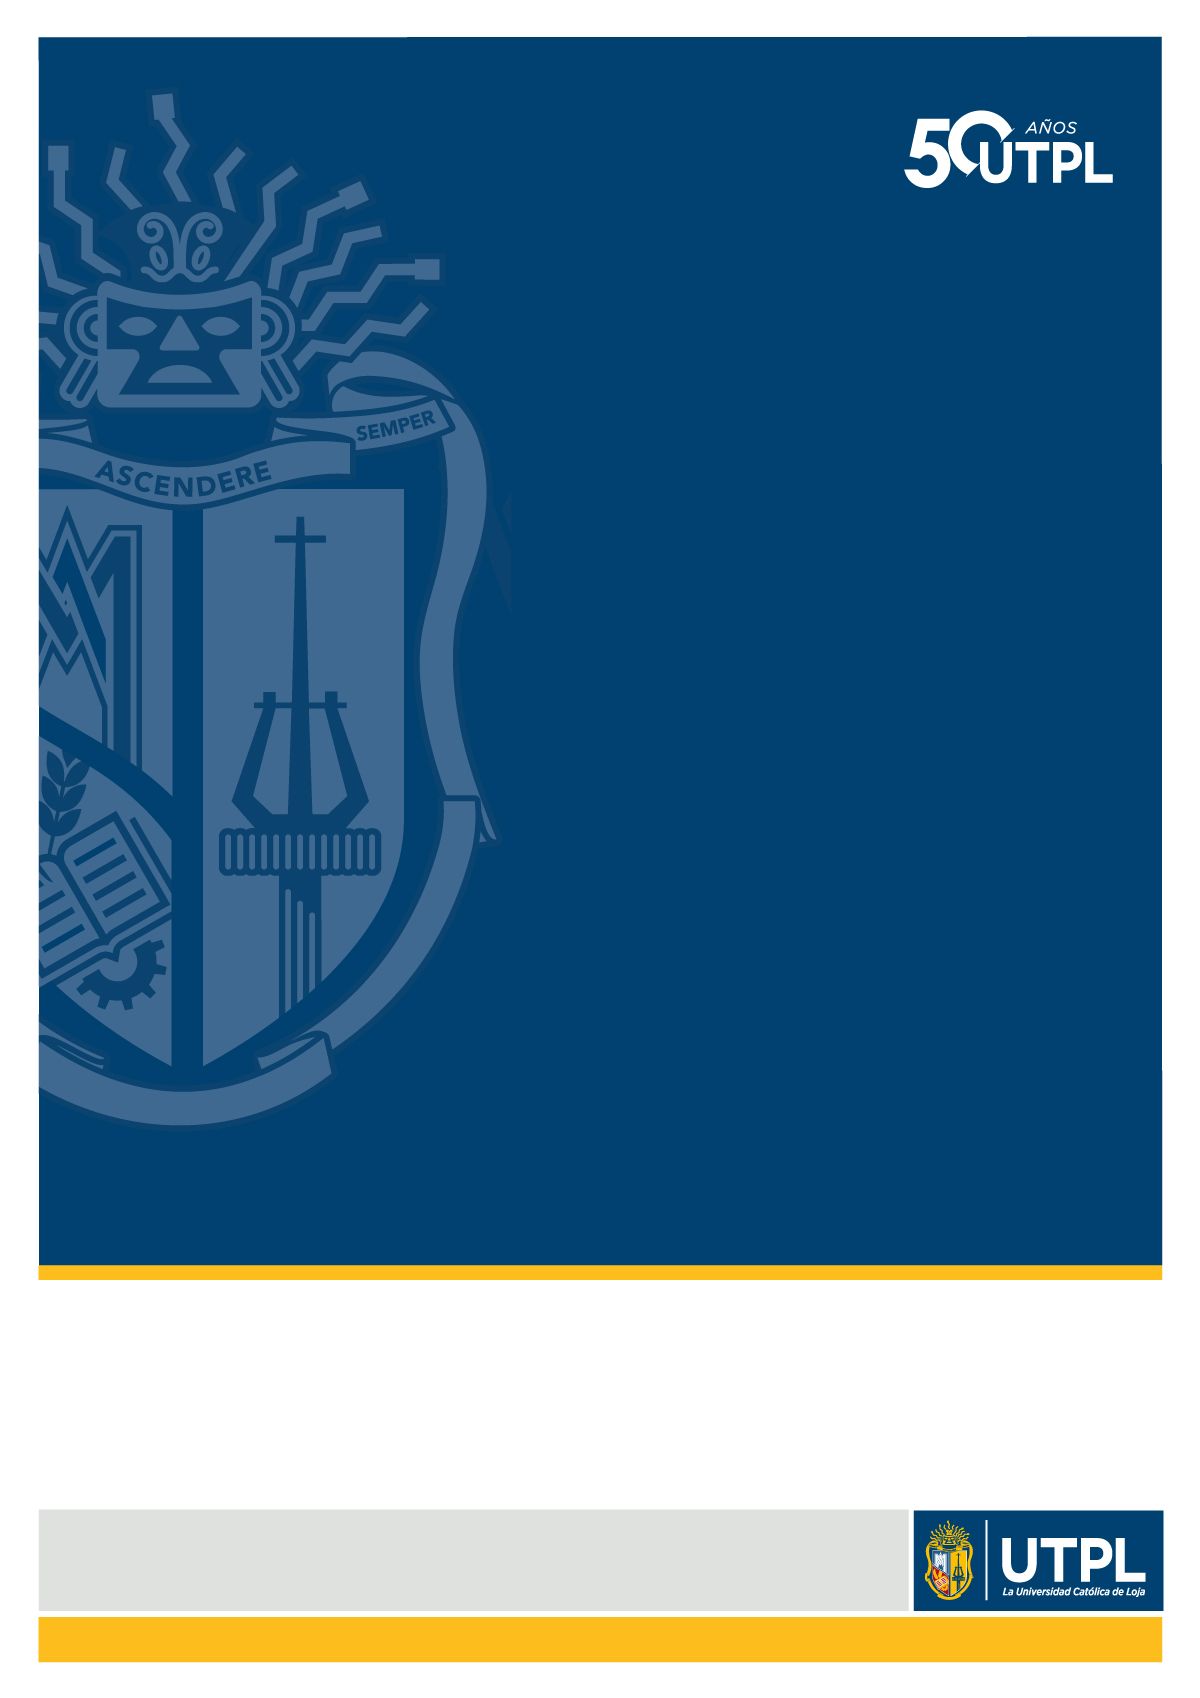 50 AÑOS
UTPL
SEMPER
ASCENDERE
UTPL
La Universidad Católica de Loja